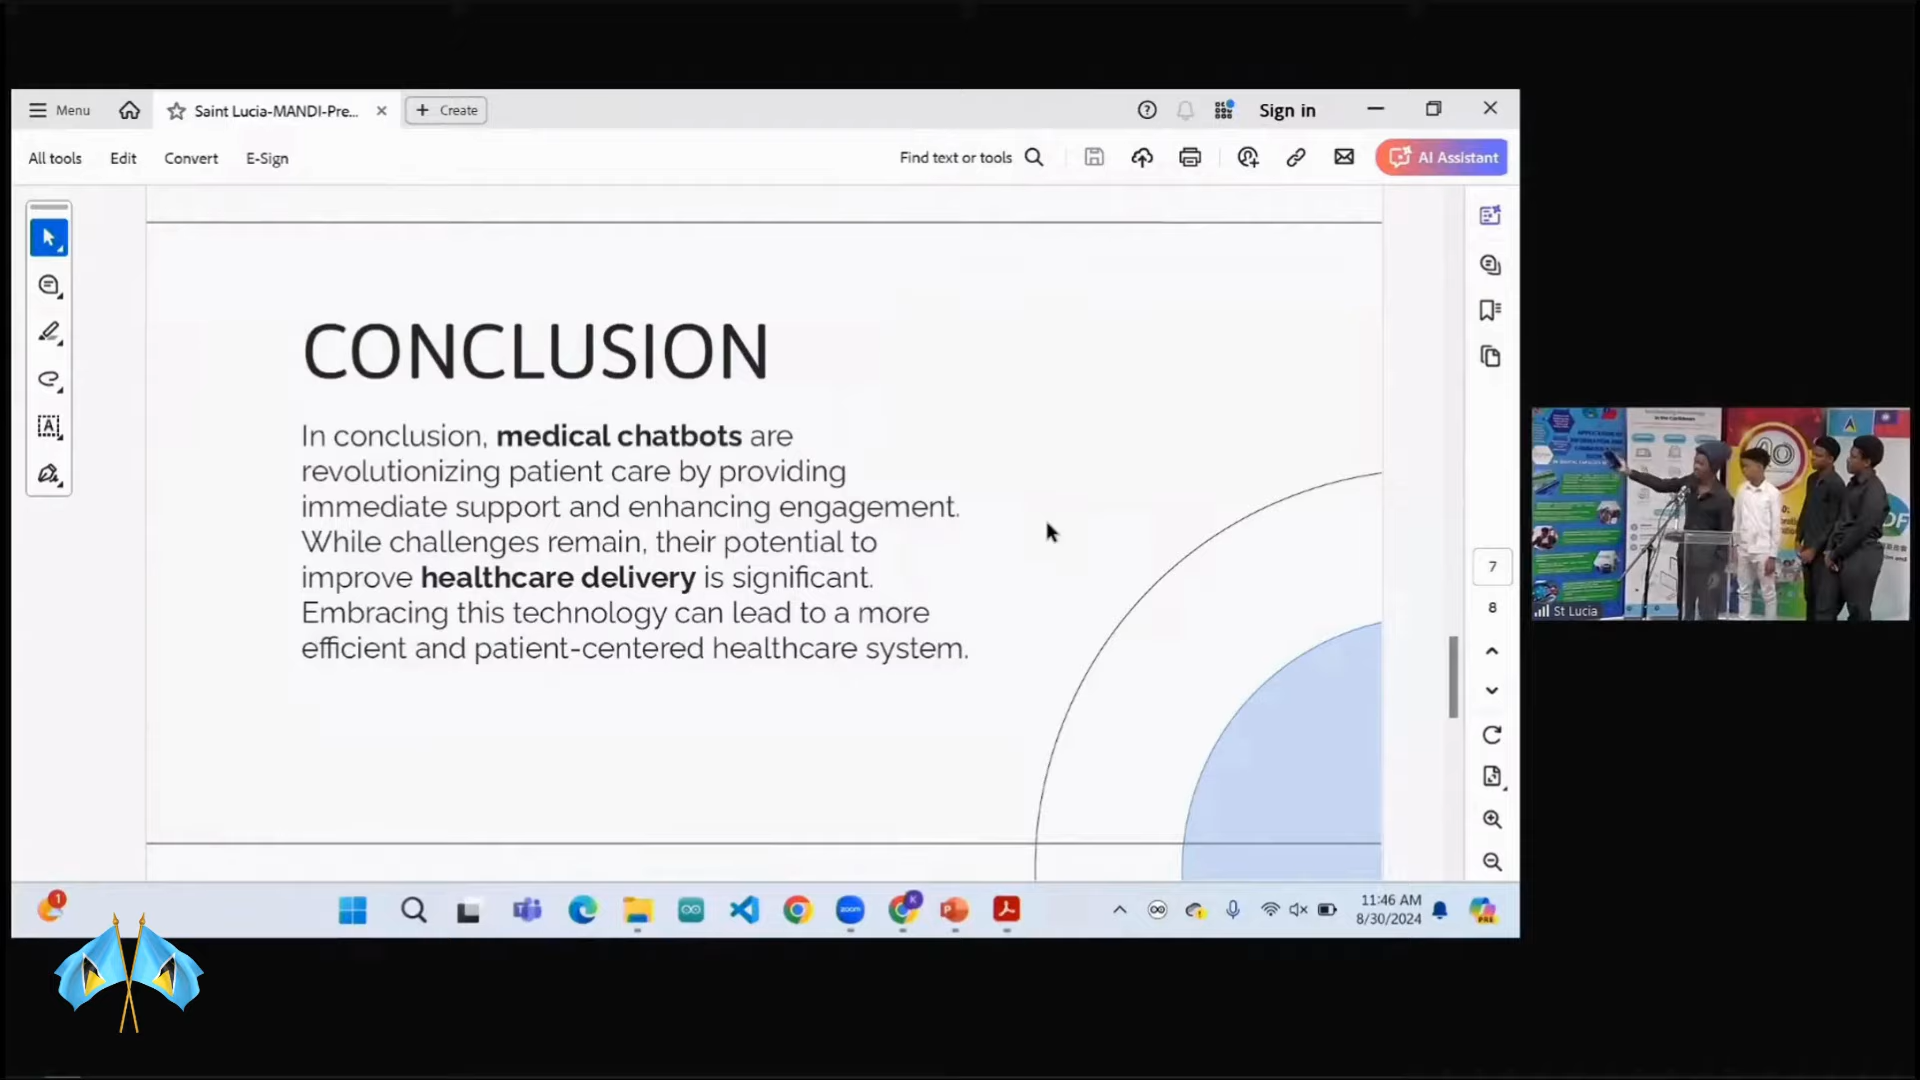 Menu
Saint Lucia-MANDI-Pre...
Create
Sign in
All tools
Edit
Convert
E-Sign
Find text or tools
AI Assistant
CONCLUSION
In conclusion, medical chatbots are
revolutionizing patient care by providing
immediate support and enhancing engagement.
While challenges remain, their potential to
improve healthcare delivery is significant.
Embracing this technology can lead to a more
efficient and patient-centered healthcare system.
7
8
St Lucia
1
zoom
K
11:46 AM
8/30/2024
PRE